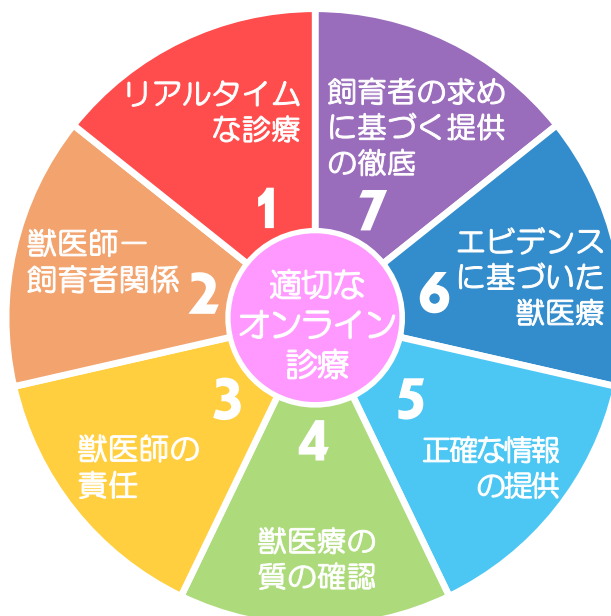 適切な
オンライン
診療
1
リアルタイム
な診療
2
獣医師ー
飼育者関係
3
獣医師の
責任
4
獣医療の
質の確認
5
正確な情報
の提供
6
エビデンス
に基づいた
獣医療
7
飼育者の求め
に基づく提供
の徹底